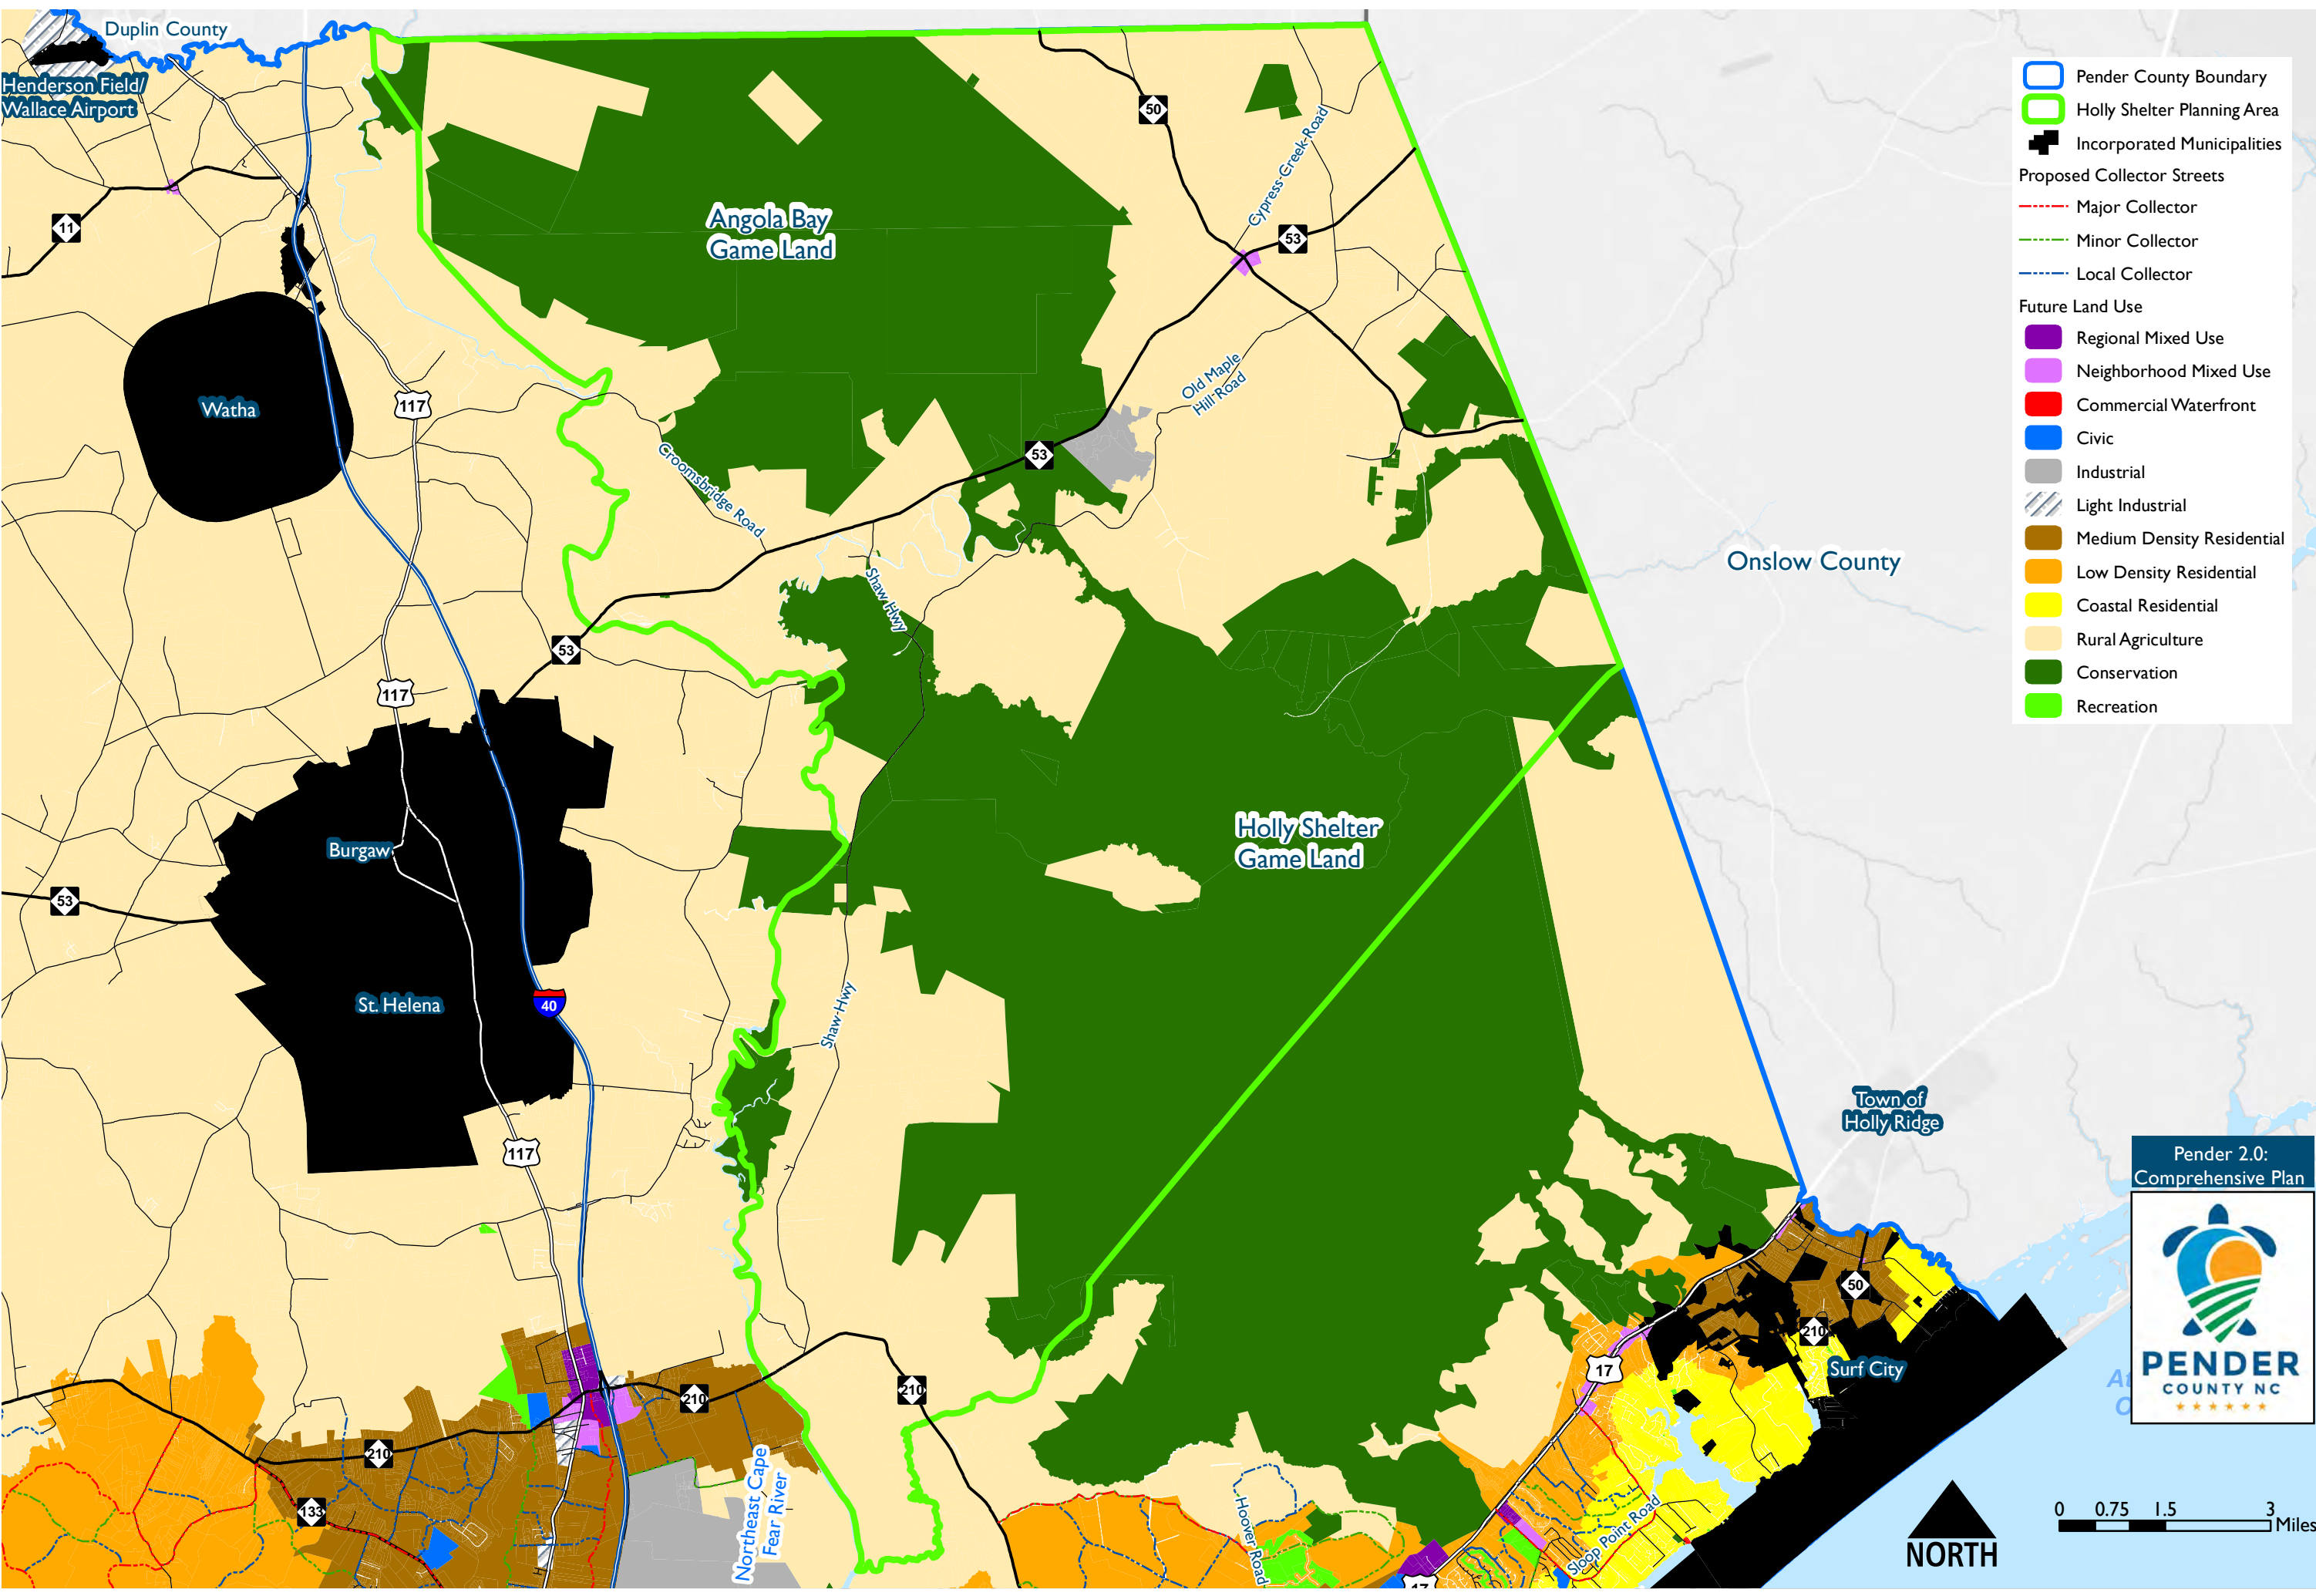 Duplin County
Henderson Field/
Wallace Airport
11
Watha
117
117
53
53
Burgaw
St. Helena
40
117
Angola Bay
Game Land
50
Cypress-Creek-Road
53
Old Maple
Hill-Road
53
Croomsbridge Road
Shaw Hwy
Onslow County
Holly Shelter
Game Land
Shaw-Hwy
Town of
Holly Ridge
50
210
Surf City
17
210
210
210
133
Northeast Cape
Fear River
Hoover Road
Sloop Point Road
17
Pender County Boundary
Holly Shelter Planning Area
Incorporated Municipalities
Proposed Collector Streets
Major Collector
Minor Collector
Local Collector
Future Land Use
Regional Mixed Use
Neighborhood Mixed Use
Commercial Waterfront
Civic
Industrial
Light Industrial
Medium Density Residential
Low Density Residential
Coastal Residential
Rural Agriculture
Conservation
Recreation
Pender 2.0:
Comprehensive Plan
PENDER
COUNTY NC
NORTH
0 0.75 1.5 3
Miles